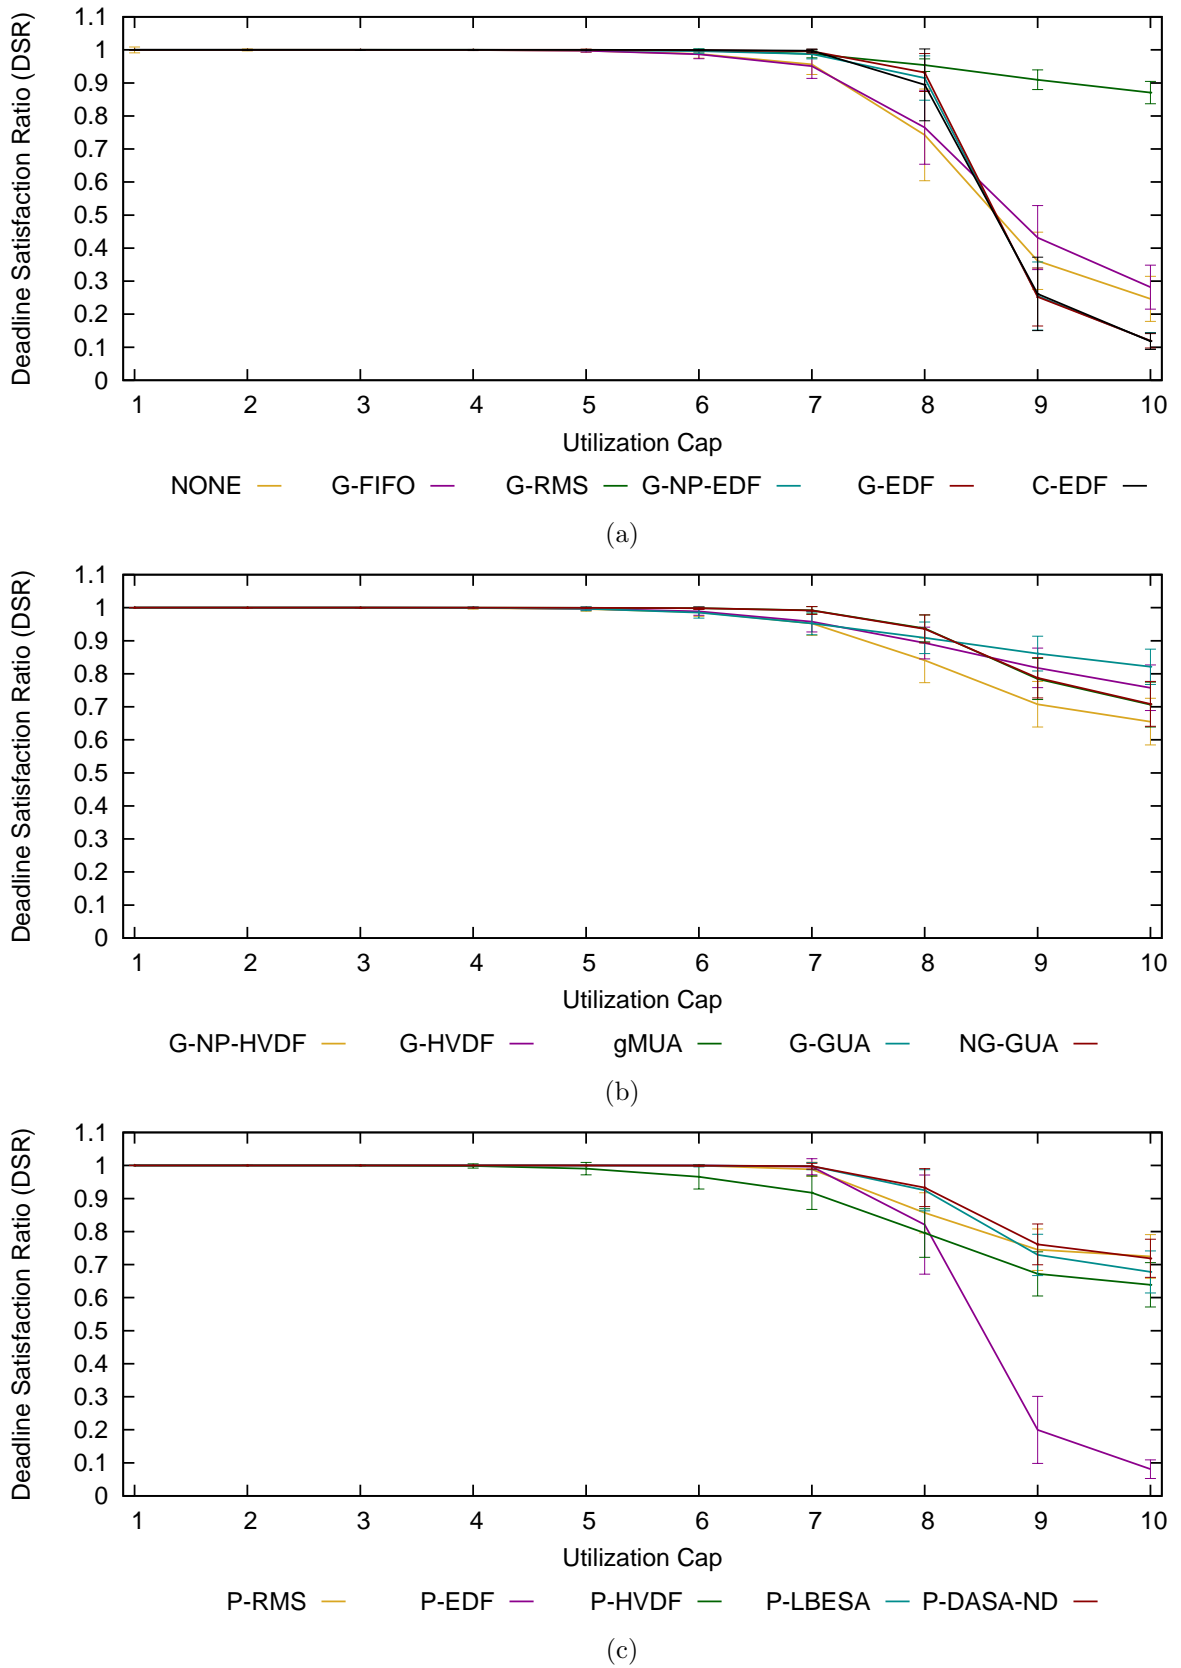 Deadline Satisfaction Ratio (DSR)
1.1
1
0.9
0.8
0.7
0.6
0.5
0.4
0.3
0.2
0.1
0
1 2 3 4 5 6 7 8 9 10
Utilization Cap
NONE G-FIFO G-RMS G-NP-EDF G-EDF C-EDF
(a)
Deadline Satisfaction Ratio (DSR)
1.1
1
0.9
0.8
0.7
0.6
0.5
0.4
0.3
0.2
0.1
0
1 2 3 4 5 6 7 8 9 10
Utilization Cap
G-NP-HVDF G-HVDF gMUA G-GUA NG-GUA
(b)
Deadline Satisfaction Ratio (DSR)
1.1
1
0.9
0.8
0.7
0.6
0.5
0.4
0.3
0.2
0.1
0
1 2 3 4 5 6 7 8 9 10
Utilization Cap
P-RMS P-EDF P-HVDF P-LBESA P-DASA-ND
(c)